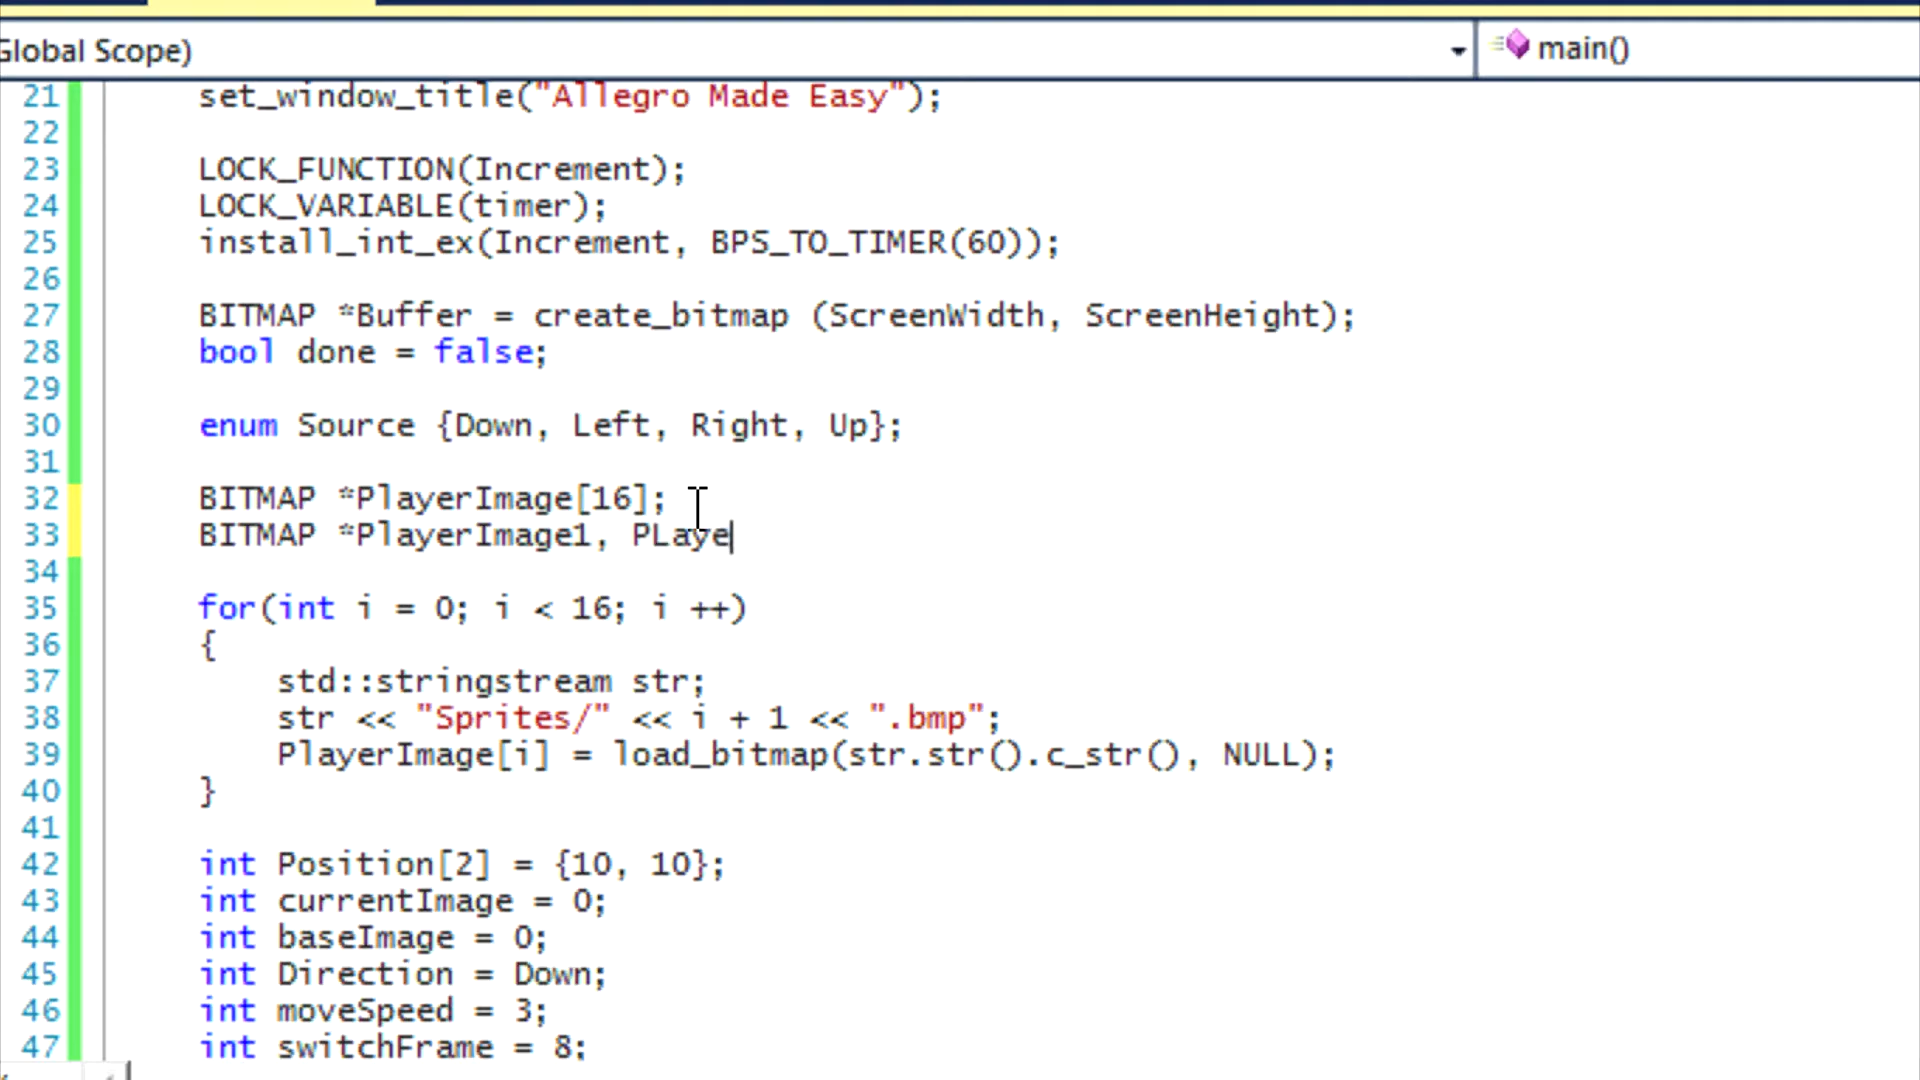 Global Scope)
main()
21 set_window_title("Allegro Made Easy");
22
23 LOCK_FUNCTION(Increment);
24 LOCK_VARIABLE(timer);
25 install_int_ex(Increment, BPS_TO_TIMER(60));
26
27 BITMAP *Buffer = create_bitmap (ScreenWidth, ScreenHeight);
28 bool done = false;
29
30 enum Source {Down, Left, Right, Up};
31
32 BITMAP *PlayerImage[16];
33 BITMAP *PlayerImage1, PLaye
34
35 for(int i = 0; i < 16; i ++)
36 {
37 std::stringstream str;
38 str << "Sprites/" << i + 1 << ".bmp";
39 PlayerImage[i] = load_bitmap(str.str().c_str(), NULL);
40 }
41
42 int Position[2] = {10, 10};
43 int currentImage = 0;
44 int baseImage = 0;
45 int Direction = Down;
46 int moveSpeed = 3;
47 int switchFrame = 8;